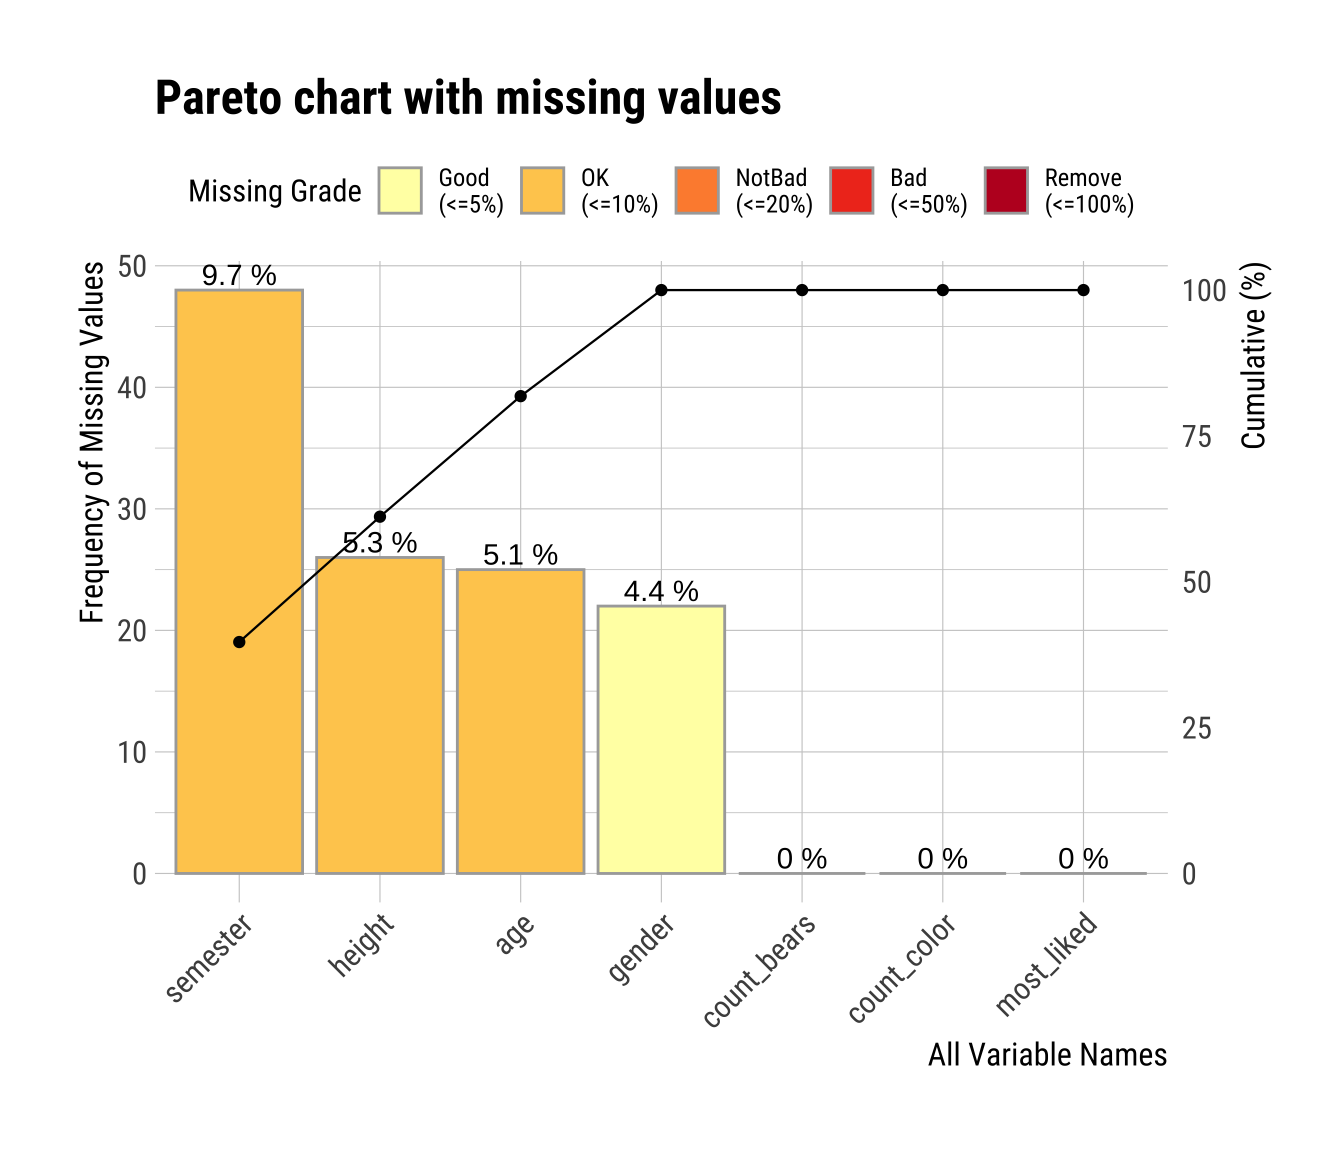 Pareto chart with missing values
Missing Grade
Good
(<=5%)
OK
(<=10%)
NotBad
(<=20%)
Bad
(<=50%)
Remove
(<=100%)
Frequency of Missing Values
50
40
30
20
10
0
9.7 %
5.3 %
5.1 %
4.4 %
0 %
0 %
0 %
100
75
50
25
0
Cumulative (%)
semester
height
age
gender
count_bears
count_color
most_liked
All Variable Names